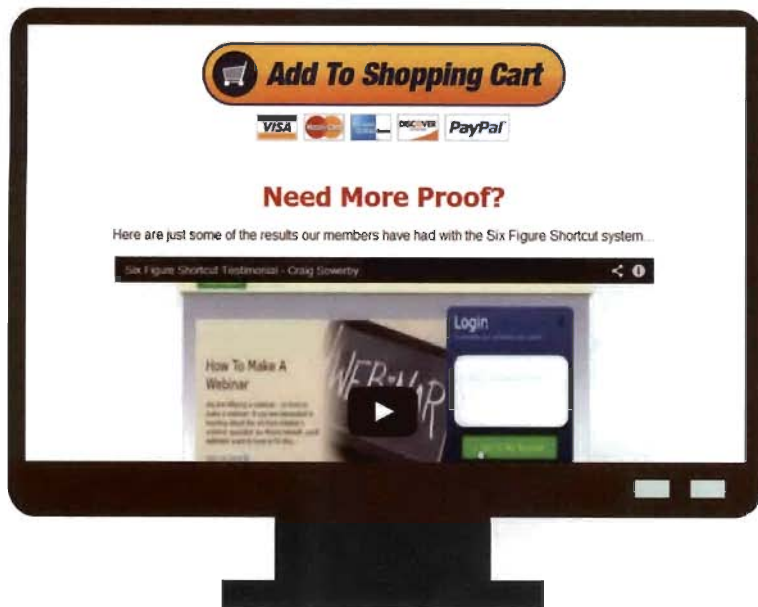 Add To Shopping Cart
VISA MasterCard DISCOVER PayPal
Need More Proof?
Here are just some of the results our members have had with the Six Figure Shortcut system...
Six Figure Shortcut Testimonial - Craig Sowerby
Login
How To Make A
Webinar
WEBINAR